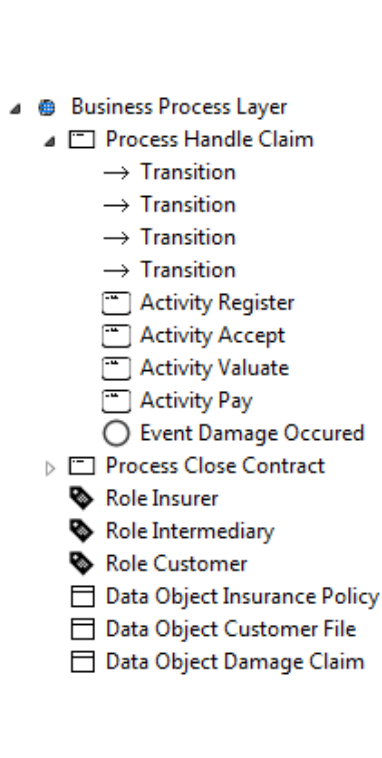 Business Process Layer
Process Handle Claim
Transition
Transition
Transition
Transition
Activity Register
Activity Accept
Activity Valuate
Activity Pay
Event Damage Occured
Process Close Contract
Role Insurer
Role Intermediary
Role Customer
Data Object Insurance Policy
Data Object Customer File
Data Object Damage Claim